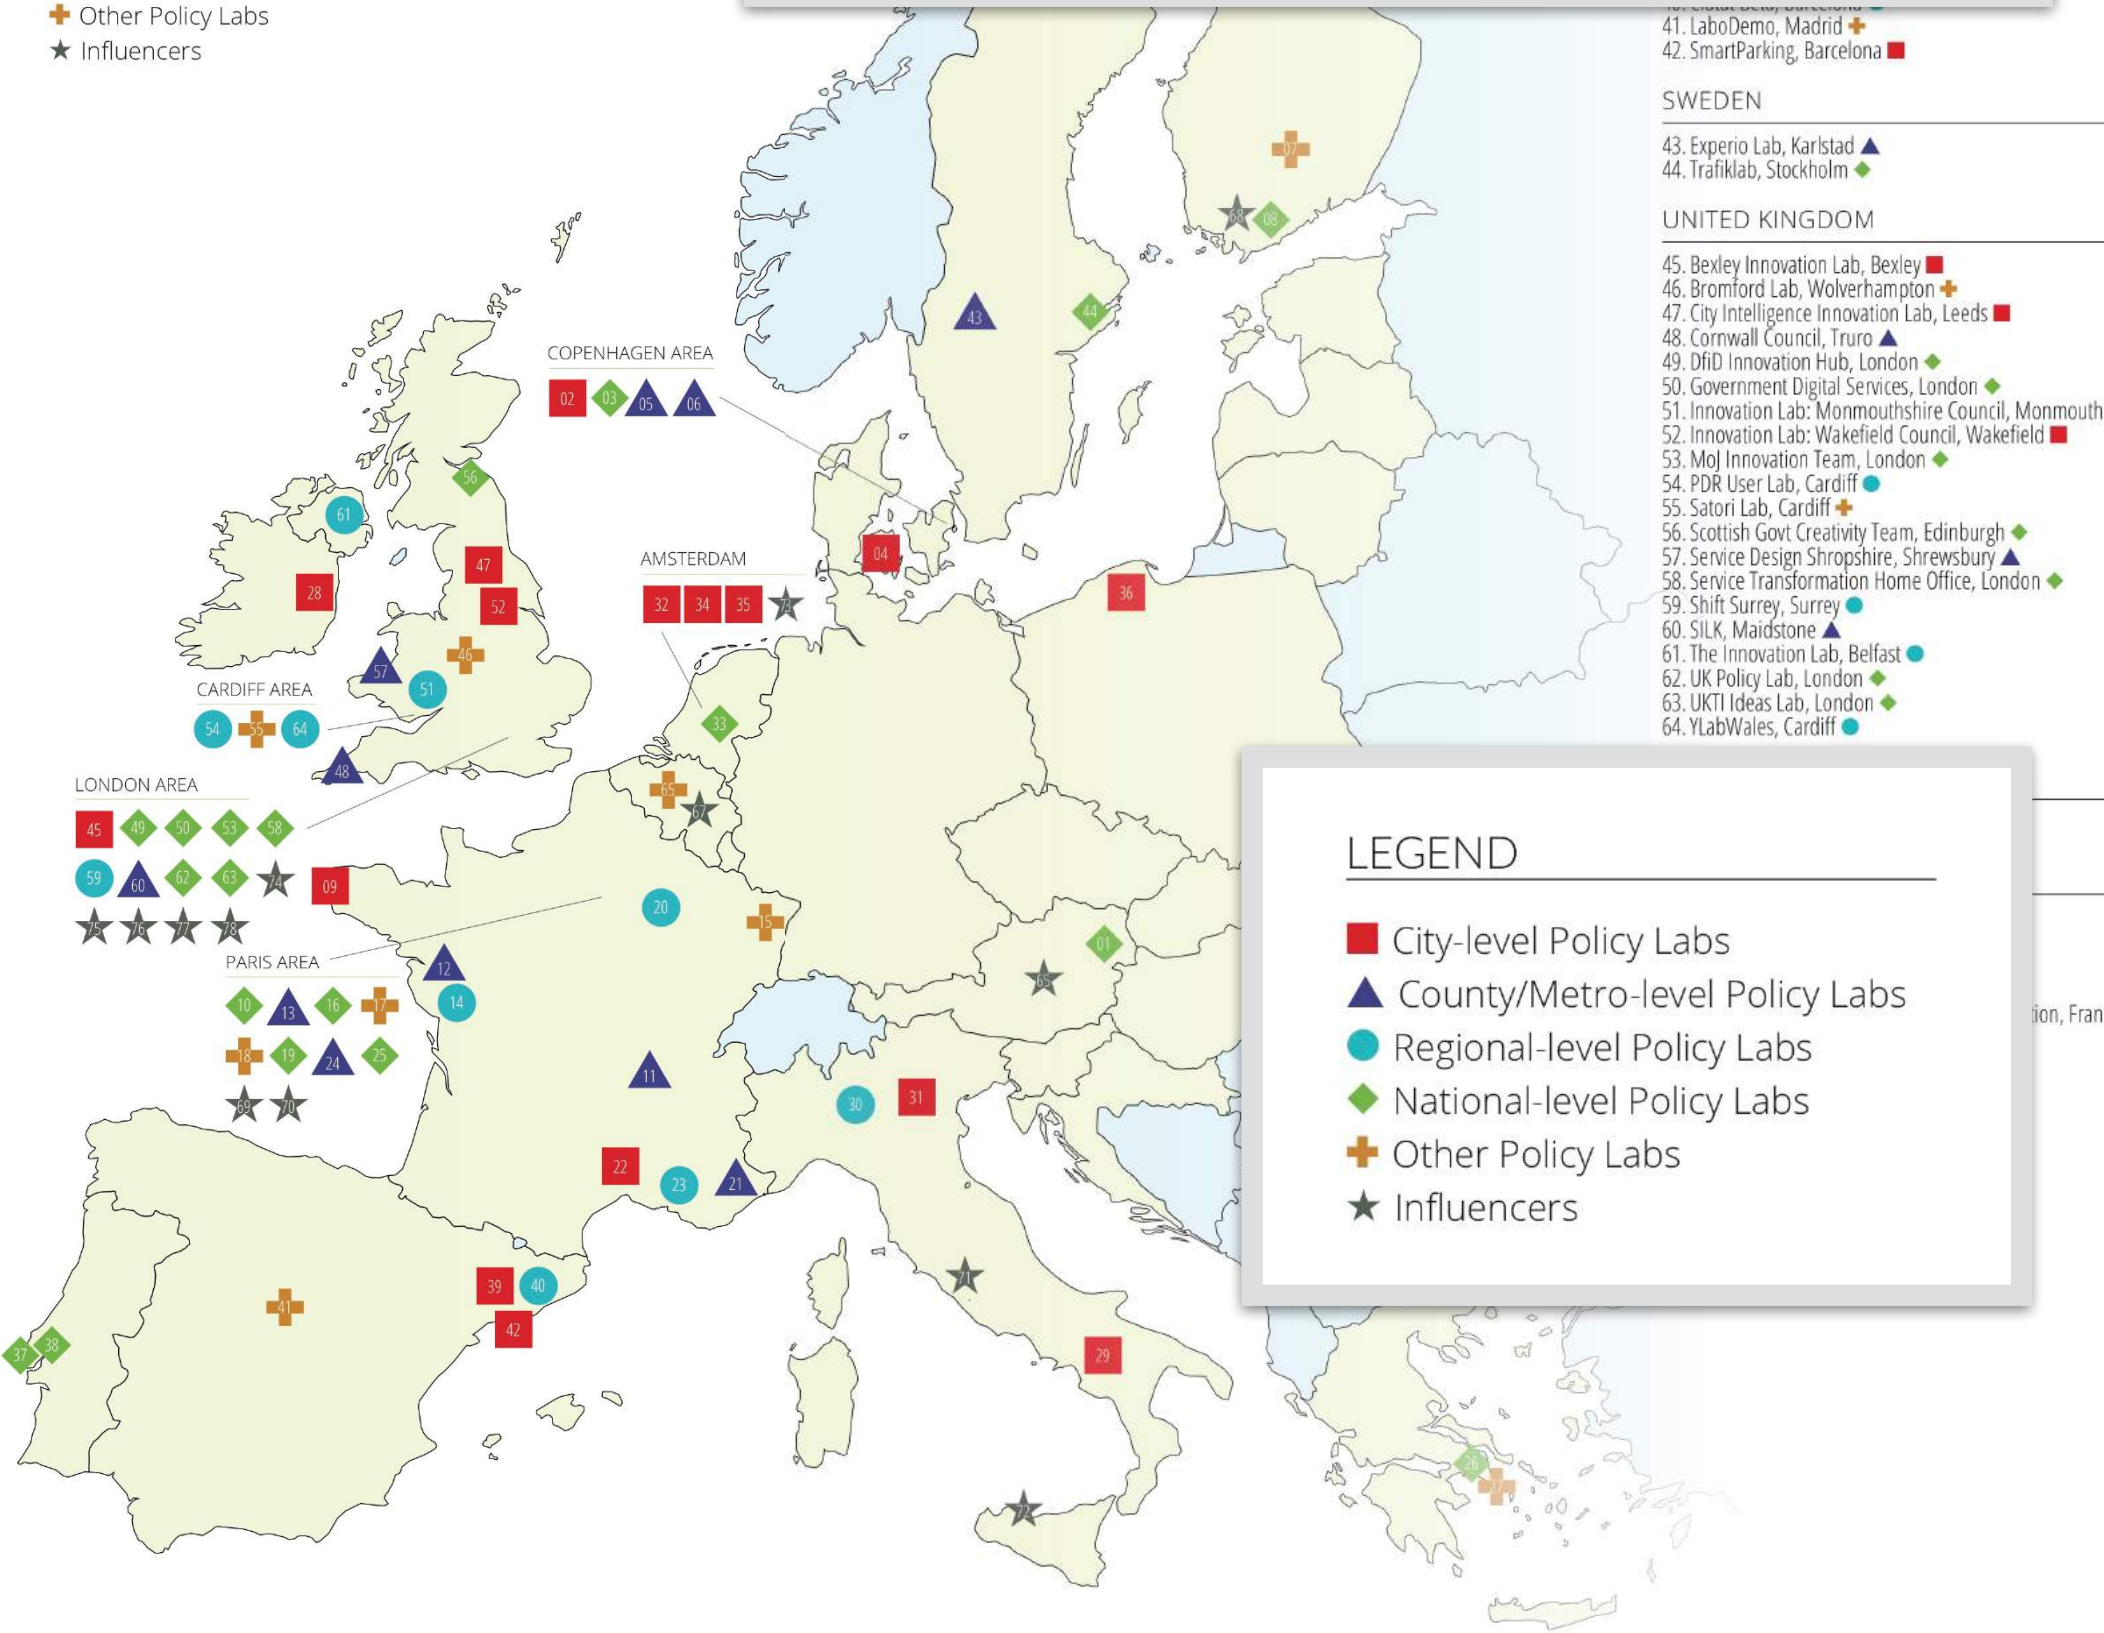 Other Policy Labs
Influencers
41. LaboDemo, Madrid
42. SmartParking, Barcelona
SWEDEN
43. Experio Lab, Karlstad
44. Trafiklab, Stockholm
UNITED KINGDOM
45. Bexley Innovation Lab, Bexley
46. Bromford Lab, Wolverhampton
47. City Intelligence Innovation Lab, Leeds
48. Cornwall Council, Truro
49. DfiD Innovation Hub, London
50. Government Digital Services, London
51. Innovation Lab: Monmouthshire Council, Monmouth
52. Innovation Lab: Wakefield Council, Wakefield
53. MoJ Innovation Team, London
54. PDR User Lab, Cardiff
55. Satori Lab, Cardiff
56. Scottish Govt Creativity Team, Edinburgh
57. Service Design Shropshire, Shrewsbury
58. Service Transformation Home Office, London
59. Shift Surrey, Surrey
60. SILK, Maidstone
61. The Innovation Lab, Belfast
62. UK Policy Lab, London
63. UKTI Ideas Lab, London
64. YLabWales, Cardiff
tion, Fran
07
68 08
43 44
COPENHAGEN AREA
02 03 05 06
56
61
04
47
28
52
36
AMSTERDAM
32 34 35 73
46
57
51
33
CARDIFF AREA
54 55 64
48
65
67
LONDON AREA
45 49 50 53 58
59 60 62 63 74
75 76 77 78
09
20
15
01
65
PARIS AREA
10 13 16 17
18 19 24 25
69 70
12
14
11
30 31
22
23 21
39 40
42
41
37 38
71
29
72
26
27
LEGEND
City-level Policy Labs
County/Metro-level Policy Labs
Regional-level Policy Labs
National-level Policy Labs
Other Policy Labs
Influencers